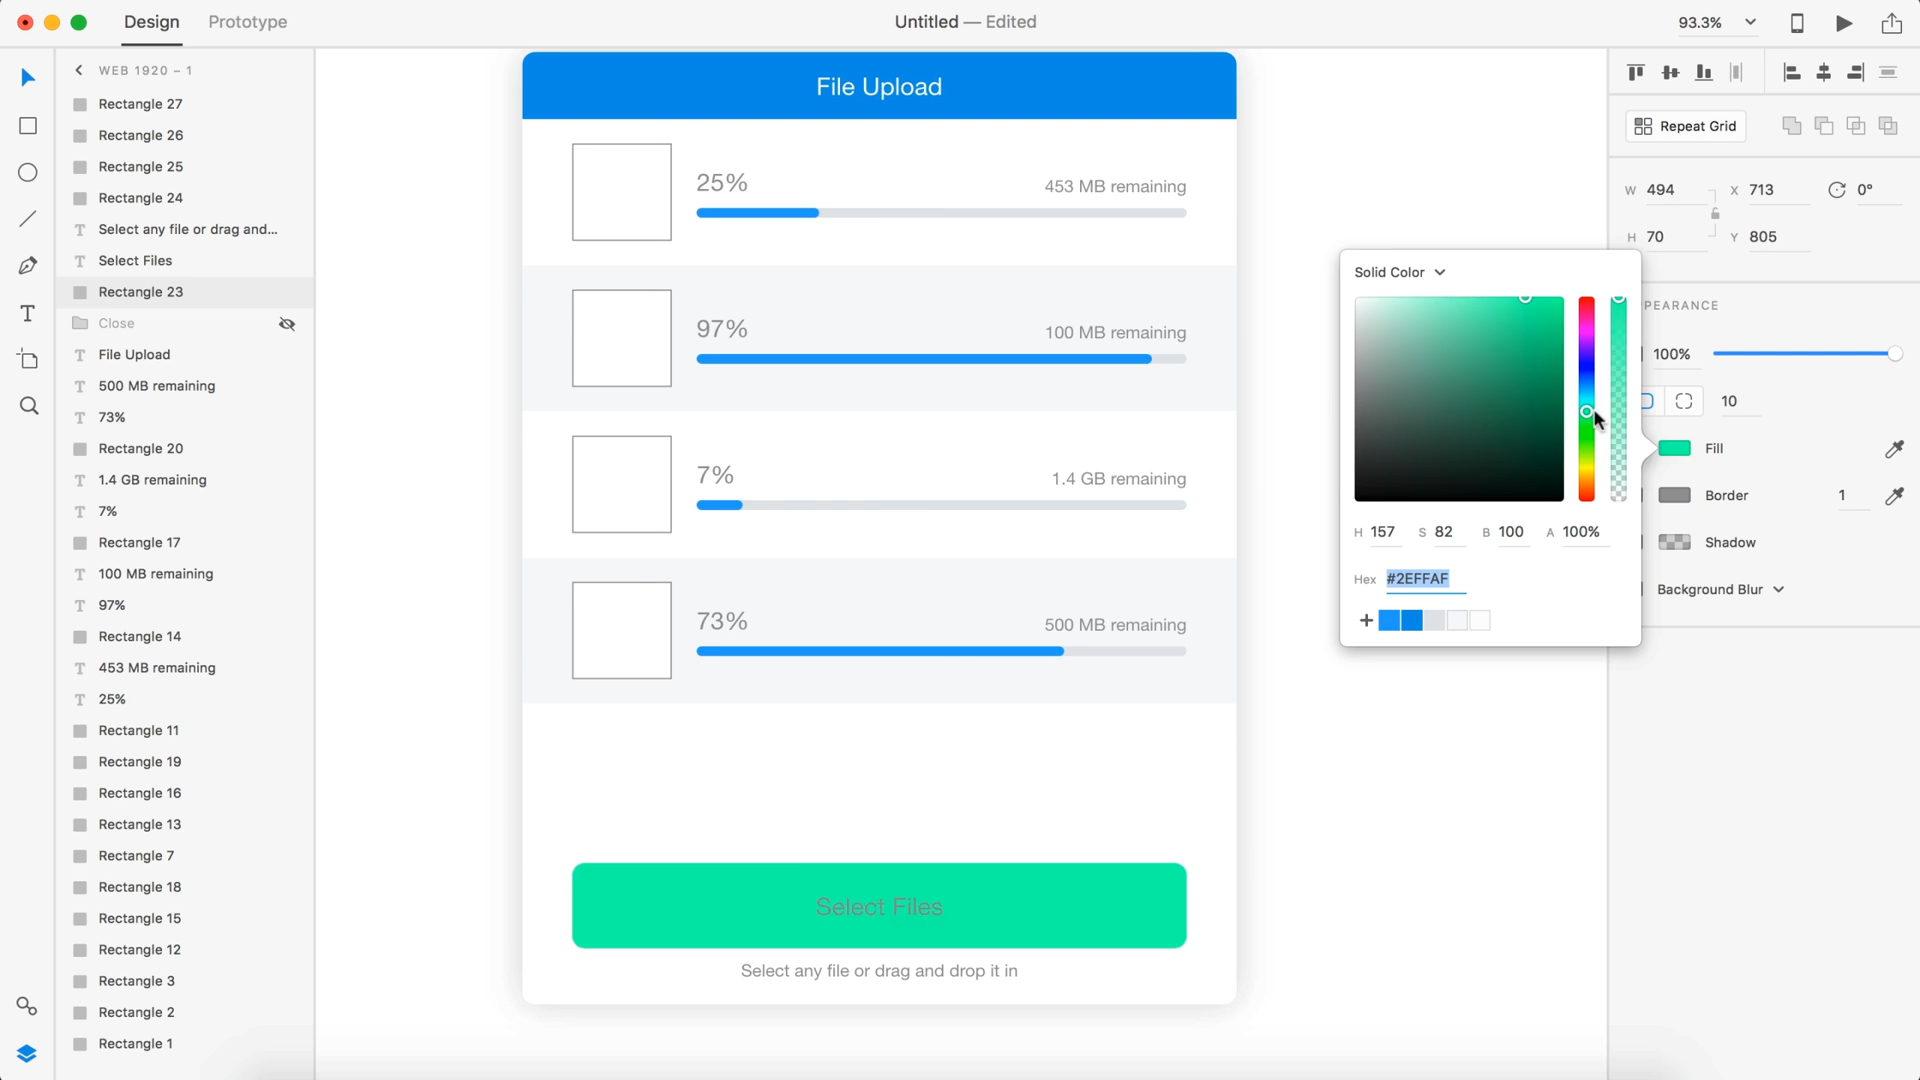 Design
Prototype
Untitled — Edited
93.3%
WEB 1920 – 1
Rectangle 27
Rectangle 26
Rectangle 25
Rectangle 24
Select any file or drag and...
Select Files
Rectangle 23
Close
File Upload
500 MB remaining
73%
Rectangle 20
1.4 GB remaining
7%
Rectangle 17
100 MB remaining
97%
Rectangle 14
453 MB remaining
25%
Rectangle 11
Rectangle 19
Rectangle 16
Rectangle 13
Rectangle 7
Rectangle 18
Rectangle 15
Rectangle 12
Rectangle 3
Rectangle 2
Rectangle 1
File Upload
25%
453 MB remaining
97%
100 MB remaining
7%
1.4 GB remaining
73%
500 MB remaining
Select Files
Select any file or drag and drop it in
Solid Color
H 157 S 82 B 100 A 100%
Hex #2EFFAF
Repeat Grid
W 494 X 713 0°
H 70 Y 805
PEARANCE
100%
10
Fill
Border 1
Shadow
Background Blur